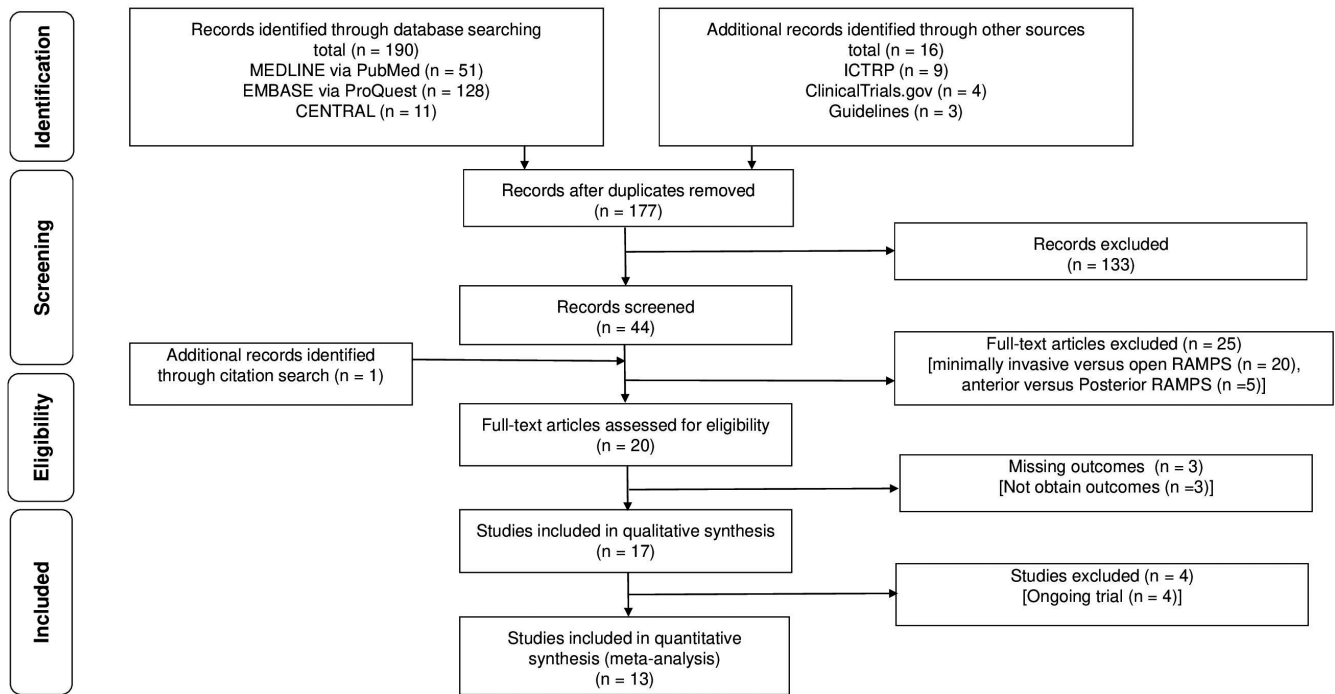 Identification
Records identified through database searching
total (n = 190)
MEDLINE via PubMed (n = 51)
EMBASE via ProQuest (n = 128)
CENTRAL (n = 11)
Additional records identified through other sources
total (n = 16)
ICTRP (n = 9)
ClinicalTrials.gov (n = 4)
Guidelines (n = 3)
Screening
Records after duplicates removed
(n = 177)
Records excluded
(n = 133)
Records screened
(n = 44)
Additional records identified
through citation search (n = 1)
Full-text articles excluded (n = 25)
[minimally invasive versus open RAMPS (n = 20),
anterior versus Posterior RAMPS (n =5)]
Eligibility
Full-text articles assessed for eligibility
(n = 20)
Missing outcomes (n = 3)
[Not obtain outcomes (n =3)]
Included
Studies included in qualitative synthesis
(n = 17)
Studies excluded (n = 4)
[Ongoing trial (n = 4)]
Studies included in quantitative
synthesis (meta-analysis)
(n = 13)